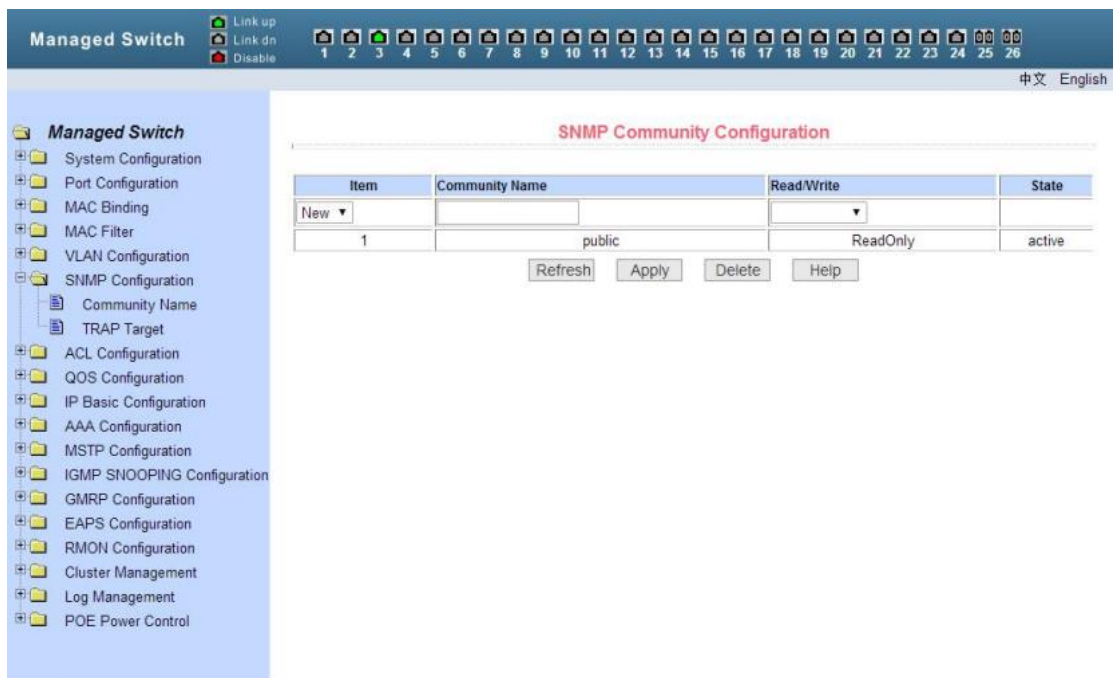 Managed Switch
Link up
Link dn
Disable
1 2 3 4 5 6 7 8 9 10 11 12 13 14 15 16 17 18 19 20 21 22 23 24 25 26
中文 English
Managed Switch
System Configuration
Port Configuration
MAC Binding
MAC Filter
VLAN Configuration
SNMP Configuration
Community Name
TRAP Target
ACL Configuration
QOS Configuration
IP Basic Configuration
AAA Configuration
MSTP Configuration
IGMP SNOOPING Configuration
GMRP Configuration
EAPS Configuration
RMON Configuration
Cluster Management
Log Management
POE Power Control
SNMP Community Configuration
Item Community Name Read/Write State
New
1 public ReadOnly active
Refresh Apply Delete Help